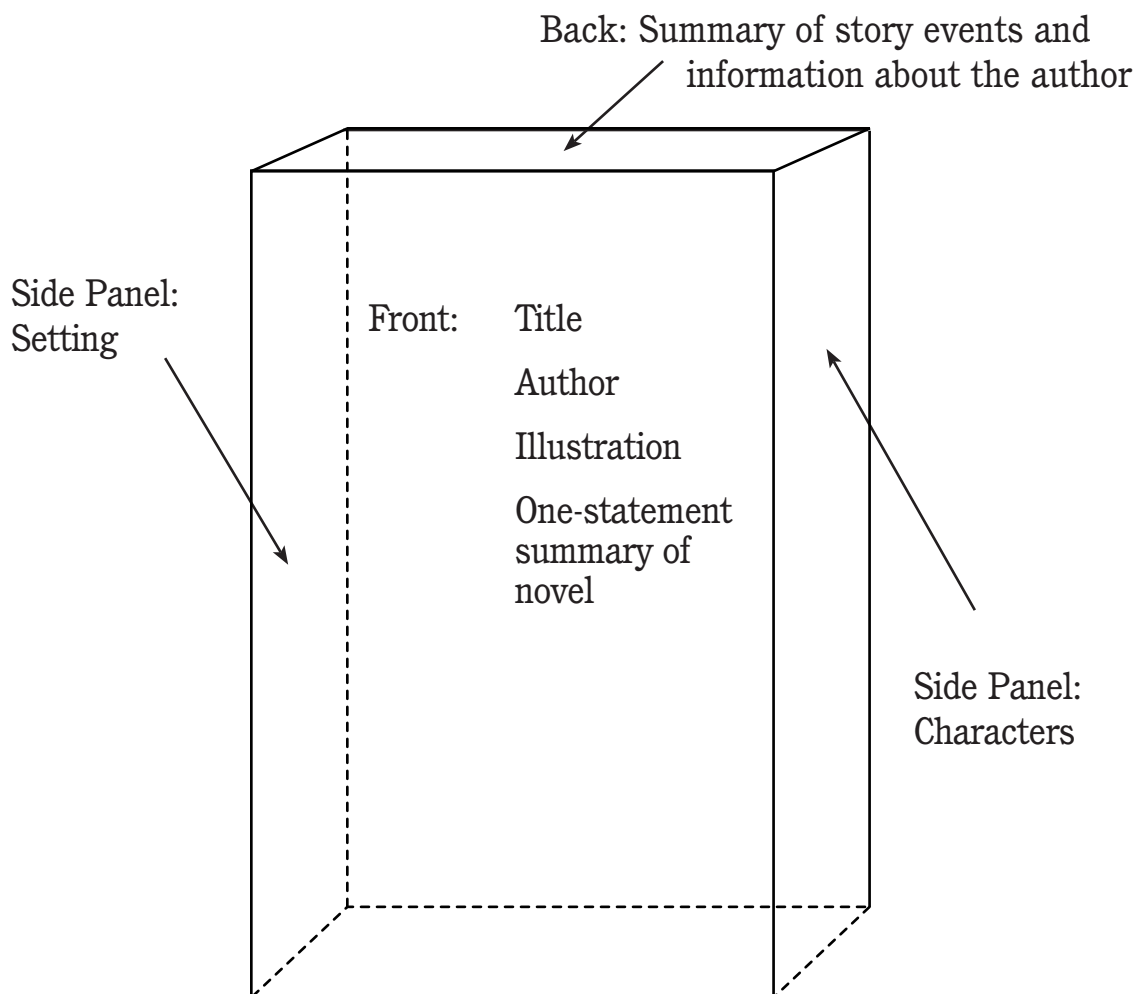 Back: Summary of story events and
information about the author
Side Panel:
Setting
Front: Title
Author
Illustration
One-statement
summary of
novel
Side Panel:
Characters